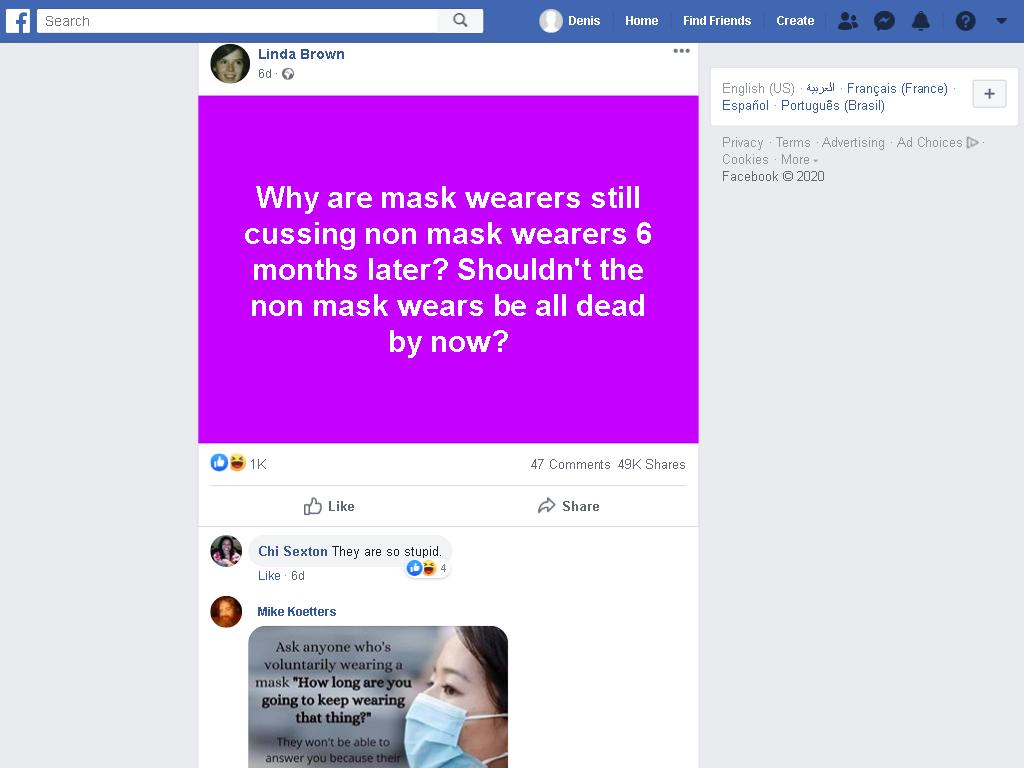 Search
Denis
Home
Find Friends
Create
Linda Brown
6d ·
Why are mask wearers still
cussing non mask wearers 6
months later? Shouldn't the
non mask wears be all dead
by now?
1K
47 Comments 49K Shares
Like
Share
Chi Sexton They are so stupid.
4
Like · 6d
Mike Koetters
Ask anyone who's
voluntarily wearing a
mask "How long are you
going to keep wearing
that thing?"
They won't be able to
answer you because their
English (US) · العربية · Français (France) ·
Español · Português (Brasil)
Privacy · Terms · Advertising · Ad Choices ·
Cookies · More
Facebook © 2020